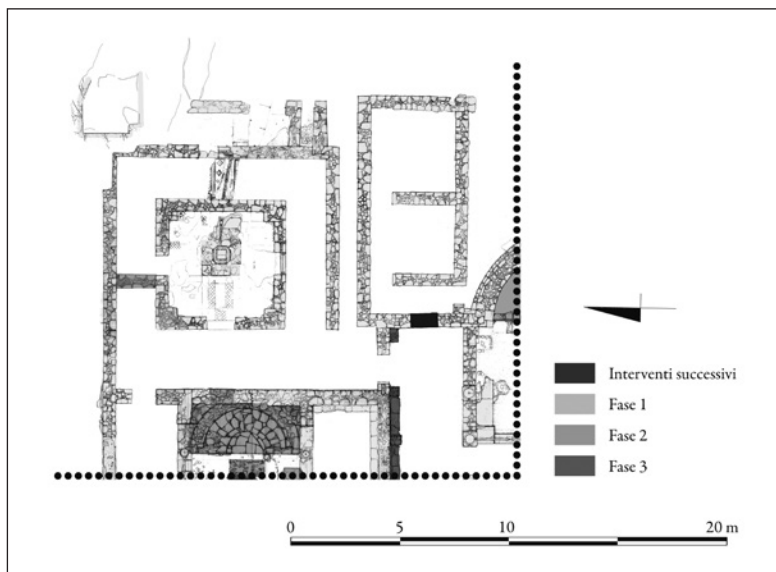 Interventi successivi
Fase 1
Fase 2
Fase 3
0 5 10 20 m